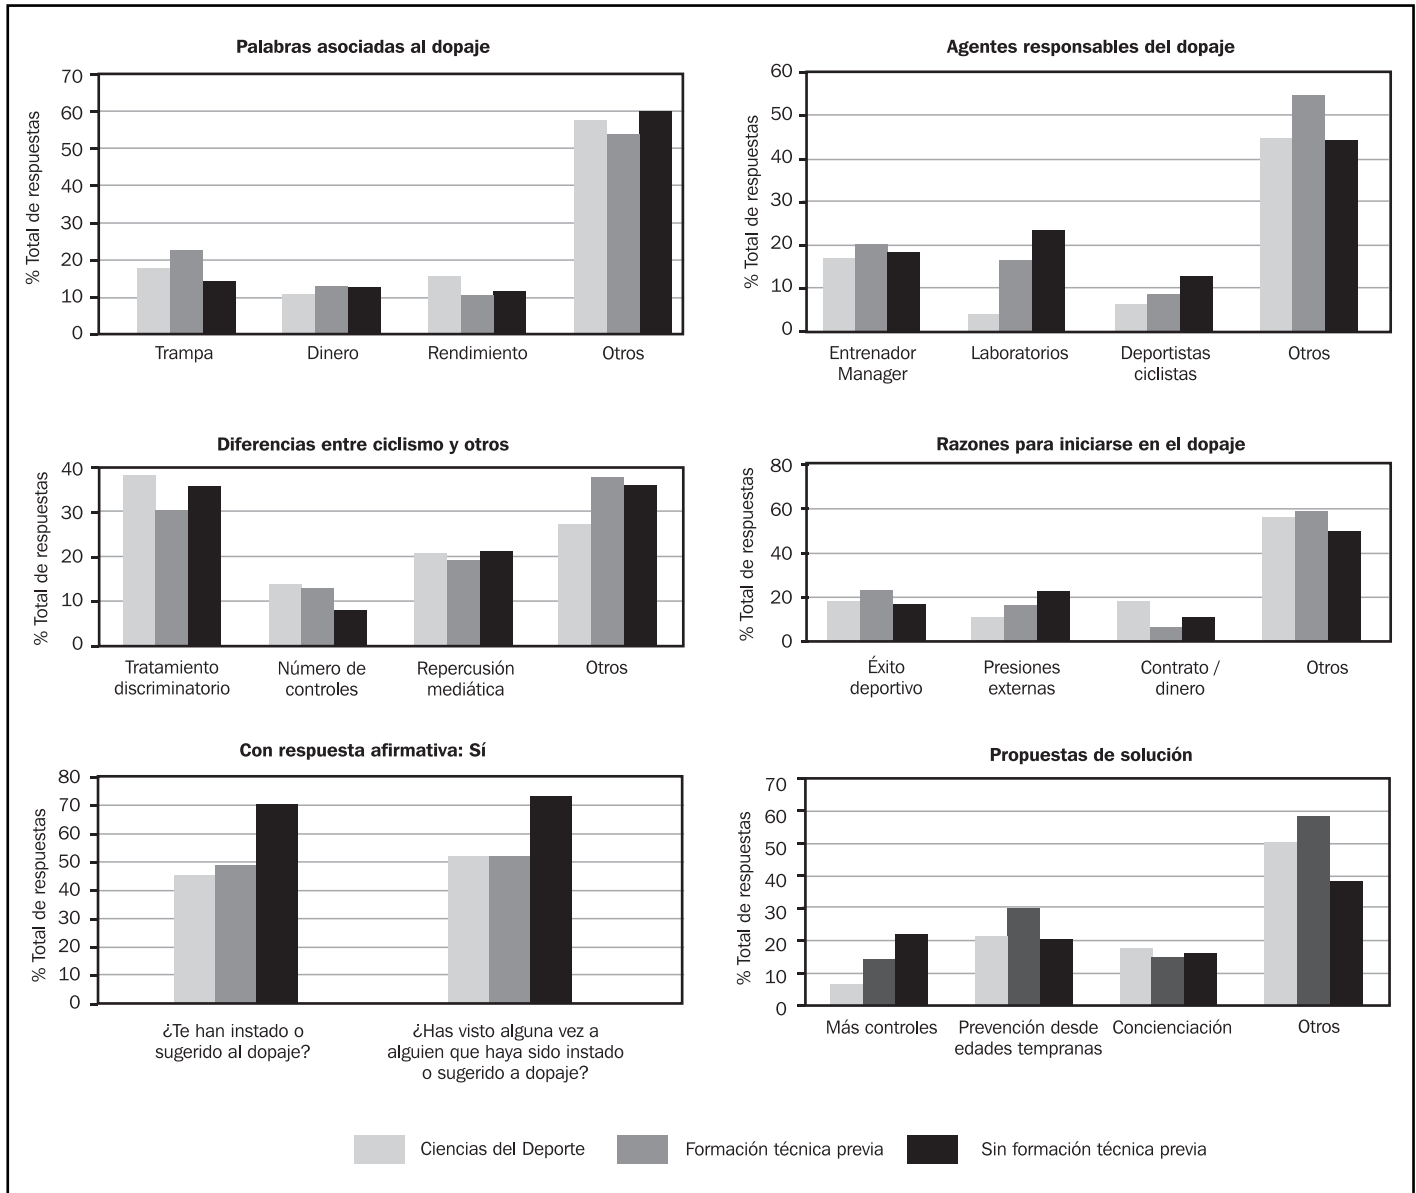 Palabras asociadas al dopaje
% Total de respuestas
70
60
50
40
30
20
10
0
Trampa
Dinero
Rendimiento
Otros
Agentes responsables del dopaje
% Total de respuestas
60
50
40
30
20
10
0
Entrenador
Manager
Laboratorios
Deportistas
ciclistas
Otros
Diferencias entre ciclismo y otros
% Total de respuestas
40
30
20
10
0
Tratamiento
discriminatorio
Número de
controles
Repercusión
mediática
Otros
Razones para iniciarse en el dopaje
% Total de respuestas
80
60
40
20
0
Éxito
deportivo
Presiones
externas
Contrato /
dinero
Otros
Con respuesta afirmativa: Sí
% Total de respuestas
80
70
60
50
40
30
20
10
0
¿Te han instado o
sugerido al dopaje?
¿Has visto alguna vez a
alguien que haya sido instado
o sugerido a dopaje?
Propuestas de solución
% Total de respuestas
70
60
50
40
30
20
10
0
Más controles
Prevención desde
edades tempranas
Concienciación
Otros
Ciencias del Deporte
Formación técnica previa
Sin formación técnica previa